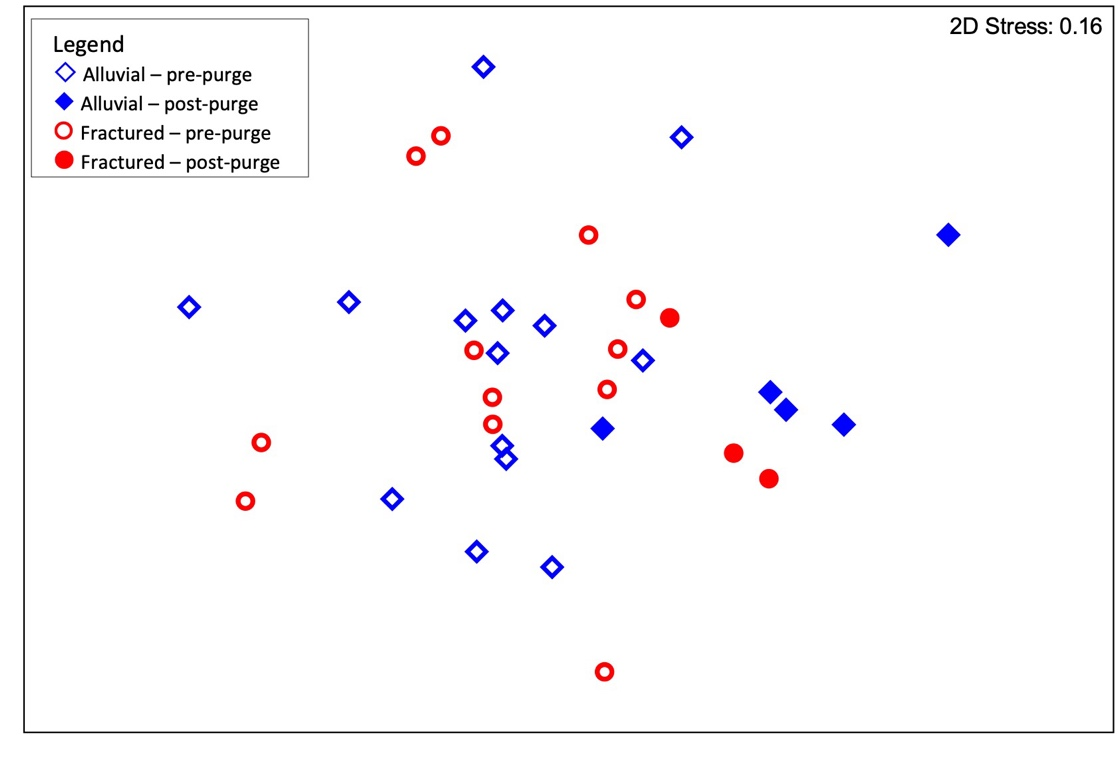 2D Stress: 0.16
Legend
Alluvial – pre-purge
Alluvial – post-purge
Fractured – pre-purge
Fractured – post-purge